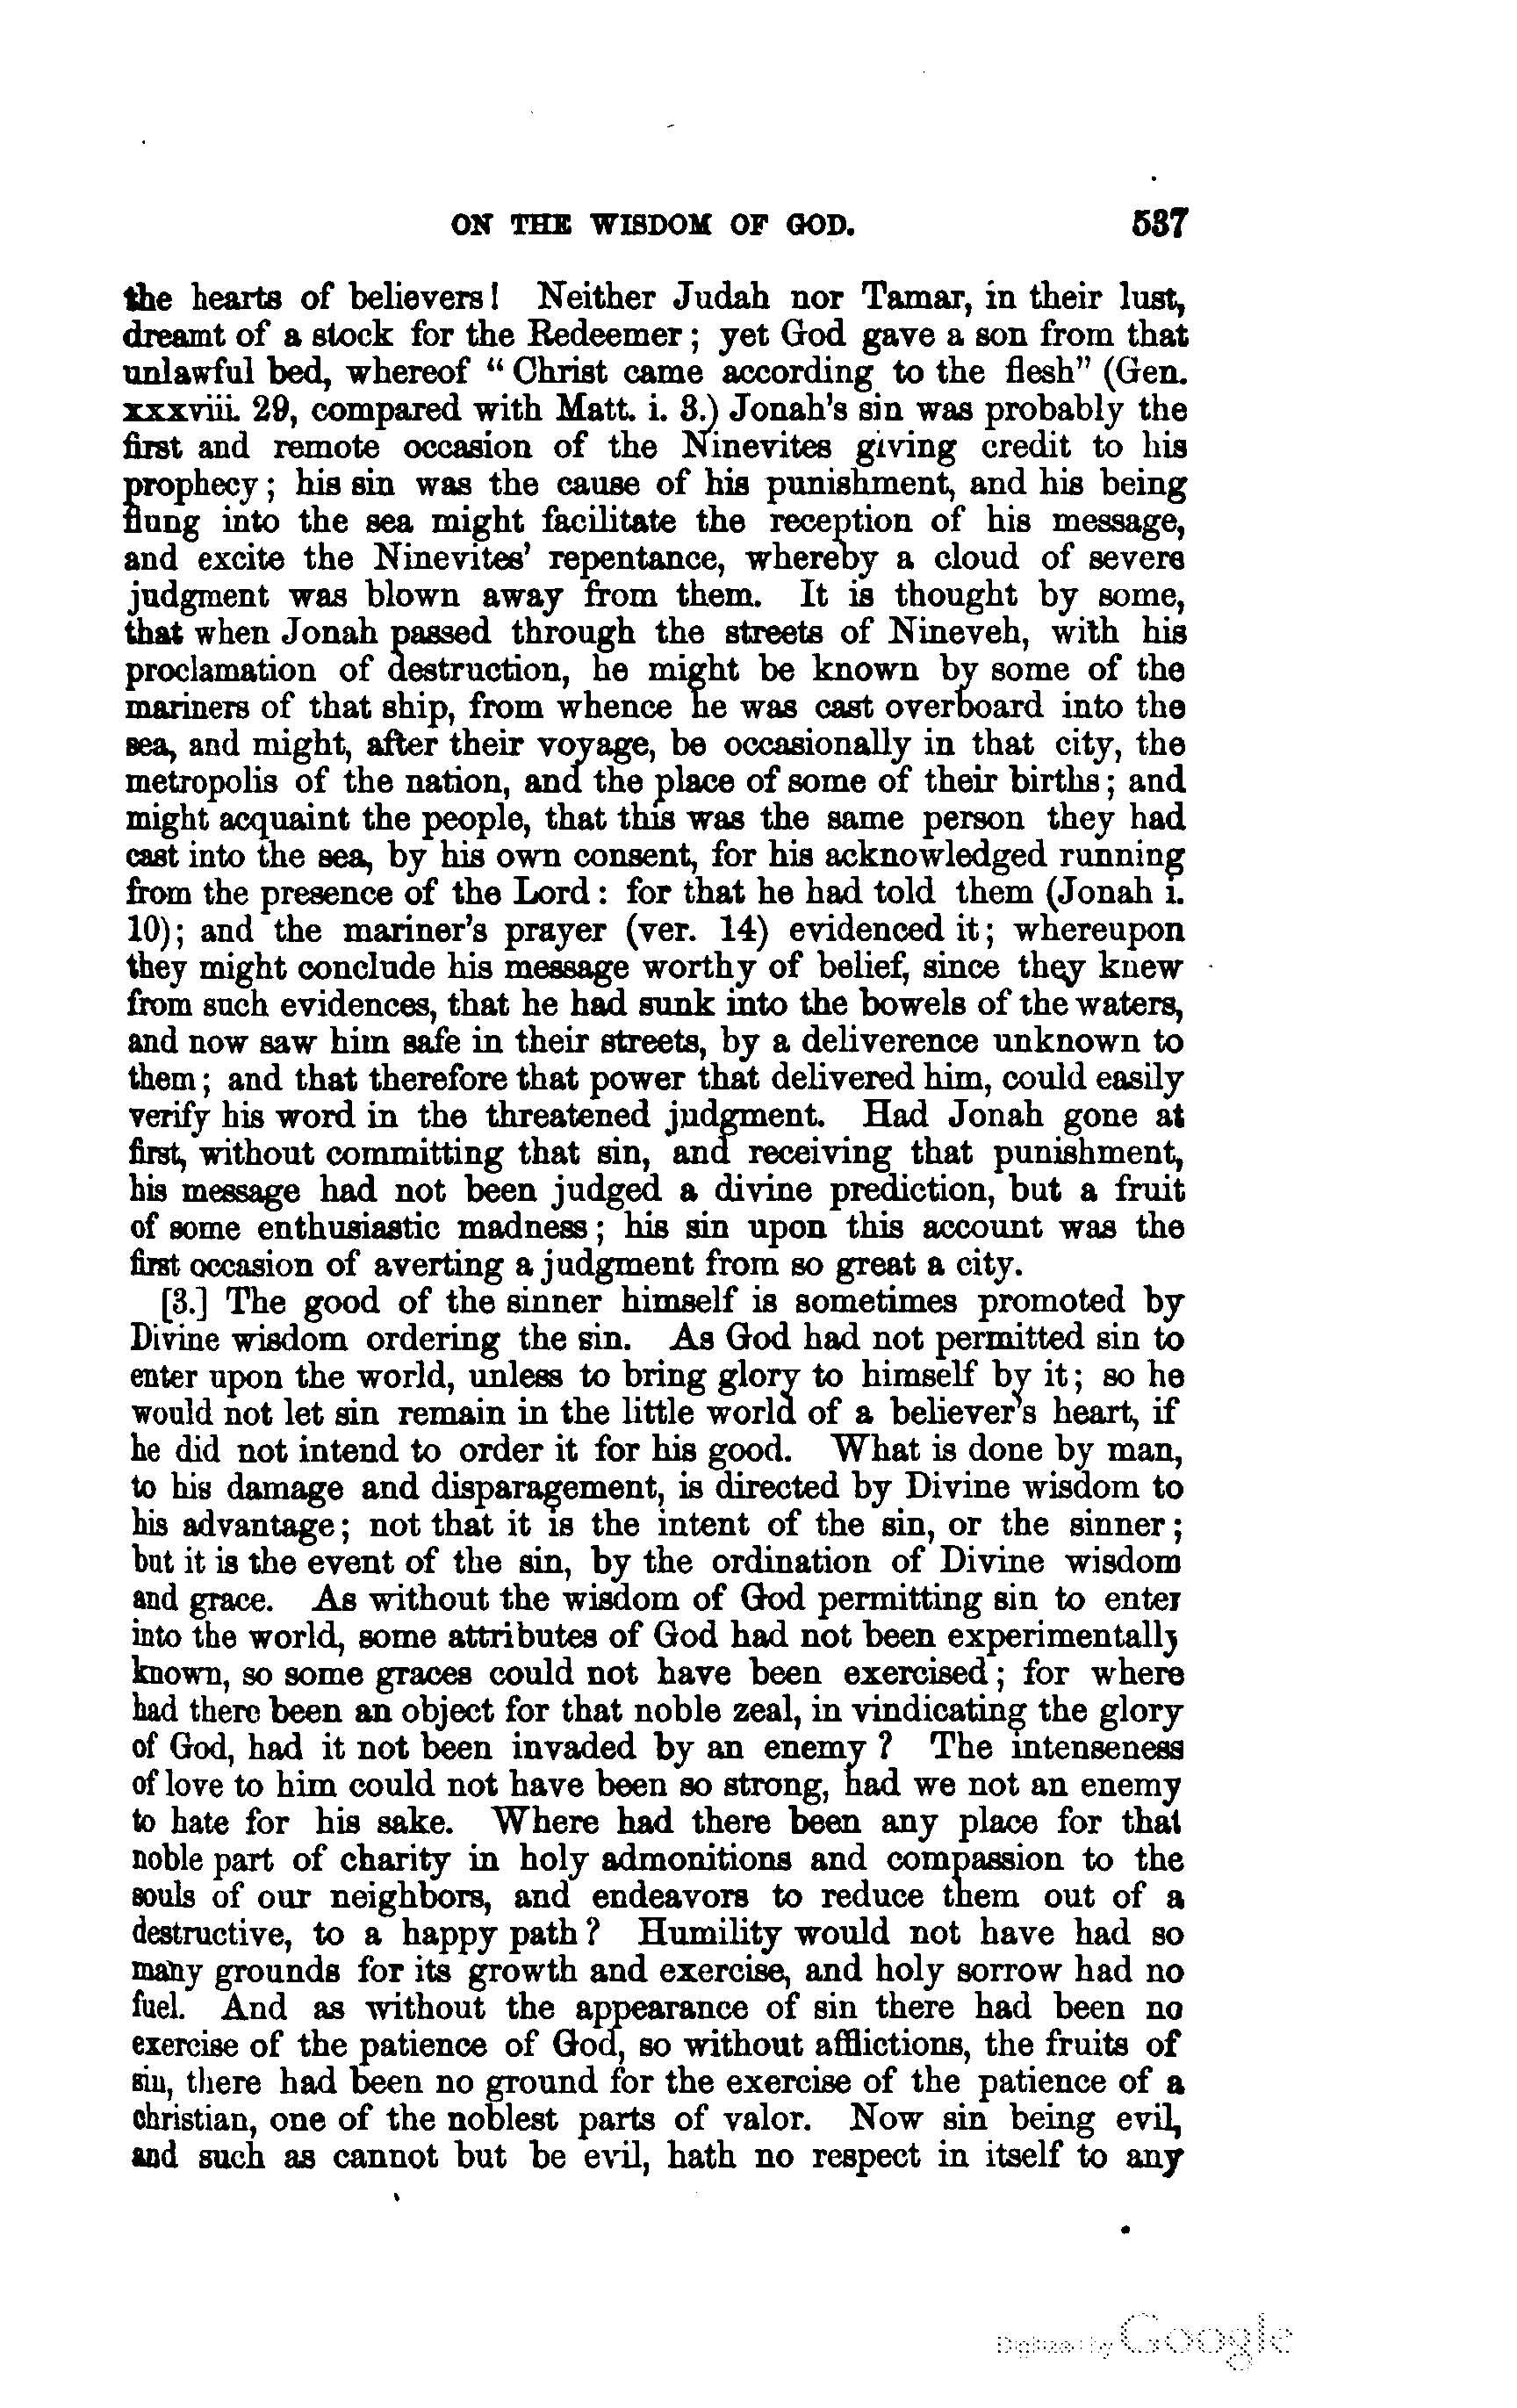 ON THE WISDOM OF GOD. 537
the hearts of believers! Neither Judah nor Tamar, in their lust,
dreamt of a stock for the Redeemer; yet God gave a son from that
unlawful bed, whereof “Christ came according to the flesh” (Gen.
xxxviii. 29, compared with Matt. i. 3.) Jonah's sin was probably the
first and remote occasion of the Ninevites giving credit to his
prophecy; his sin was the cause of his punishment, and his being
flung into the sea might facilitate the reception of his message,
and excite the Ninevites' repentance, whereby a cloud of severe
judgment was blown away from them. It is thought by some,
that when Jonah passed through the streets of Nineveh, with his
proclamation of destruction, he might be known by some of the
mariners of that ship, from whence he was cast overboard into the
sea, and might, after their voyage, be occasionally in that city, the
metropolis of the nation, and the place of some of their births; and
might acquaint the people, that this was the same person they had
cast into the sea, by his own consent, for his acknowledged running
from the presence of the Lord: for that he had told them (Jonah i.
10); and the mariner's prayer (ver. 14) evidenced it; whereupon
they might conclude his message worthy of belief, since they knew
from such evidences, that he had sunk into the bowels of the waters,
and now saw him safe in their streets, by a deliverence unknown to
them; and that therefore that power that delivered him, could easily
verify his word in the threatened judgment. Had Jonah gone at
first, without committing that sin, and receiving that punishment,
his message had not been judged a divine prediction, but a fruit
of some enthusiastic madness; his sin upon this account was the
first occasion of averting a judgment from so great a city.
[3.] The good of the sinner himself is sometimes promoted by
Divine wisdom ordering the sin. As God had not permitted sin to
enter upon the world, unless to bring glory to himself by it; so he
would not let sin remain in the little world of a believer's heart, if
he did not intend to order it for his good. What is done by man,
to his damage and disparagement, is directed by Divine wisdom to
his advantage; not that it is the intent of the sin, or the sinner;
but it is the event of the sin, by the ordination of Divine wisdom
and grace. As without the wisdom of God permitting sin to enter
into the world, some attributes of God had not been experimentally
known, so some graces could not have been exercised; for where
had there been an object for that noble zeal, in vindicating the glory
of God, had it not been invaded by an enemy? The intenseness
of love to him could not have been so strong, had we not an enemy
to hate for his sake. Where had there been any place for that
noble part of charity in holy admonitions and compassion to the
souls of our neighbors, and endeavors to reduce them out of a
destructive, to a happy path? Humility would not have had so
many grounds for its growth and exercise, and holy sorrow had no
fuel. And as without the appearance of sin there had been no
exercise of the patience of God, so without afflictions, the fruits of
sin, there had been no ground for the exercise of the patience of a
christian, one of the noblest parts of valor. Now sin being evil,
and such as cannot but be evil, hath no respect in itself to any
Digitized by Google